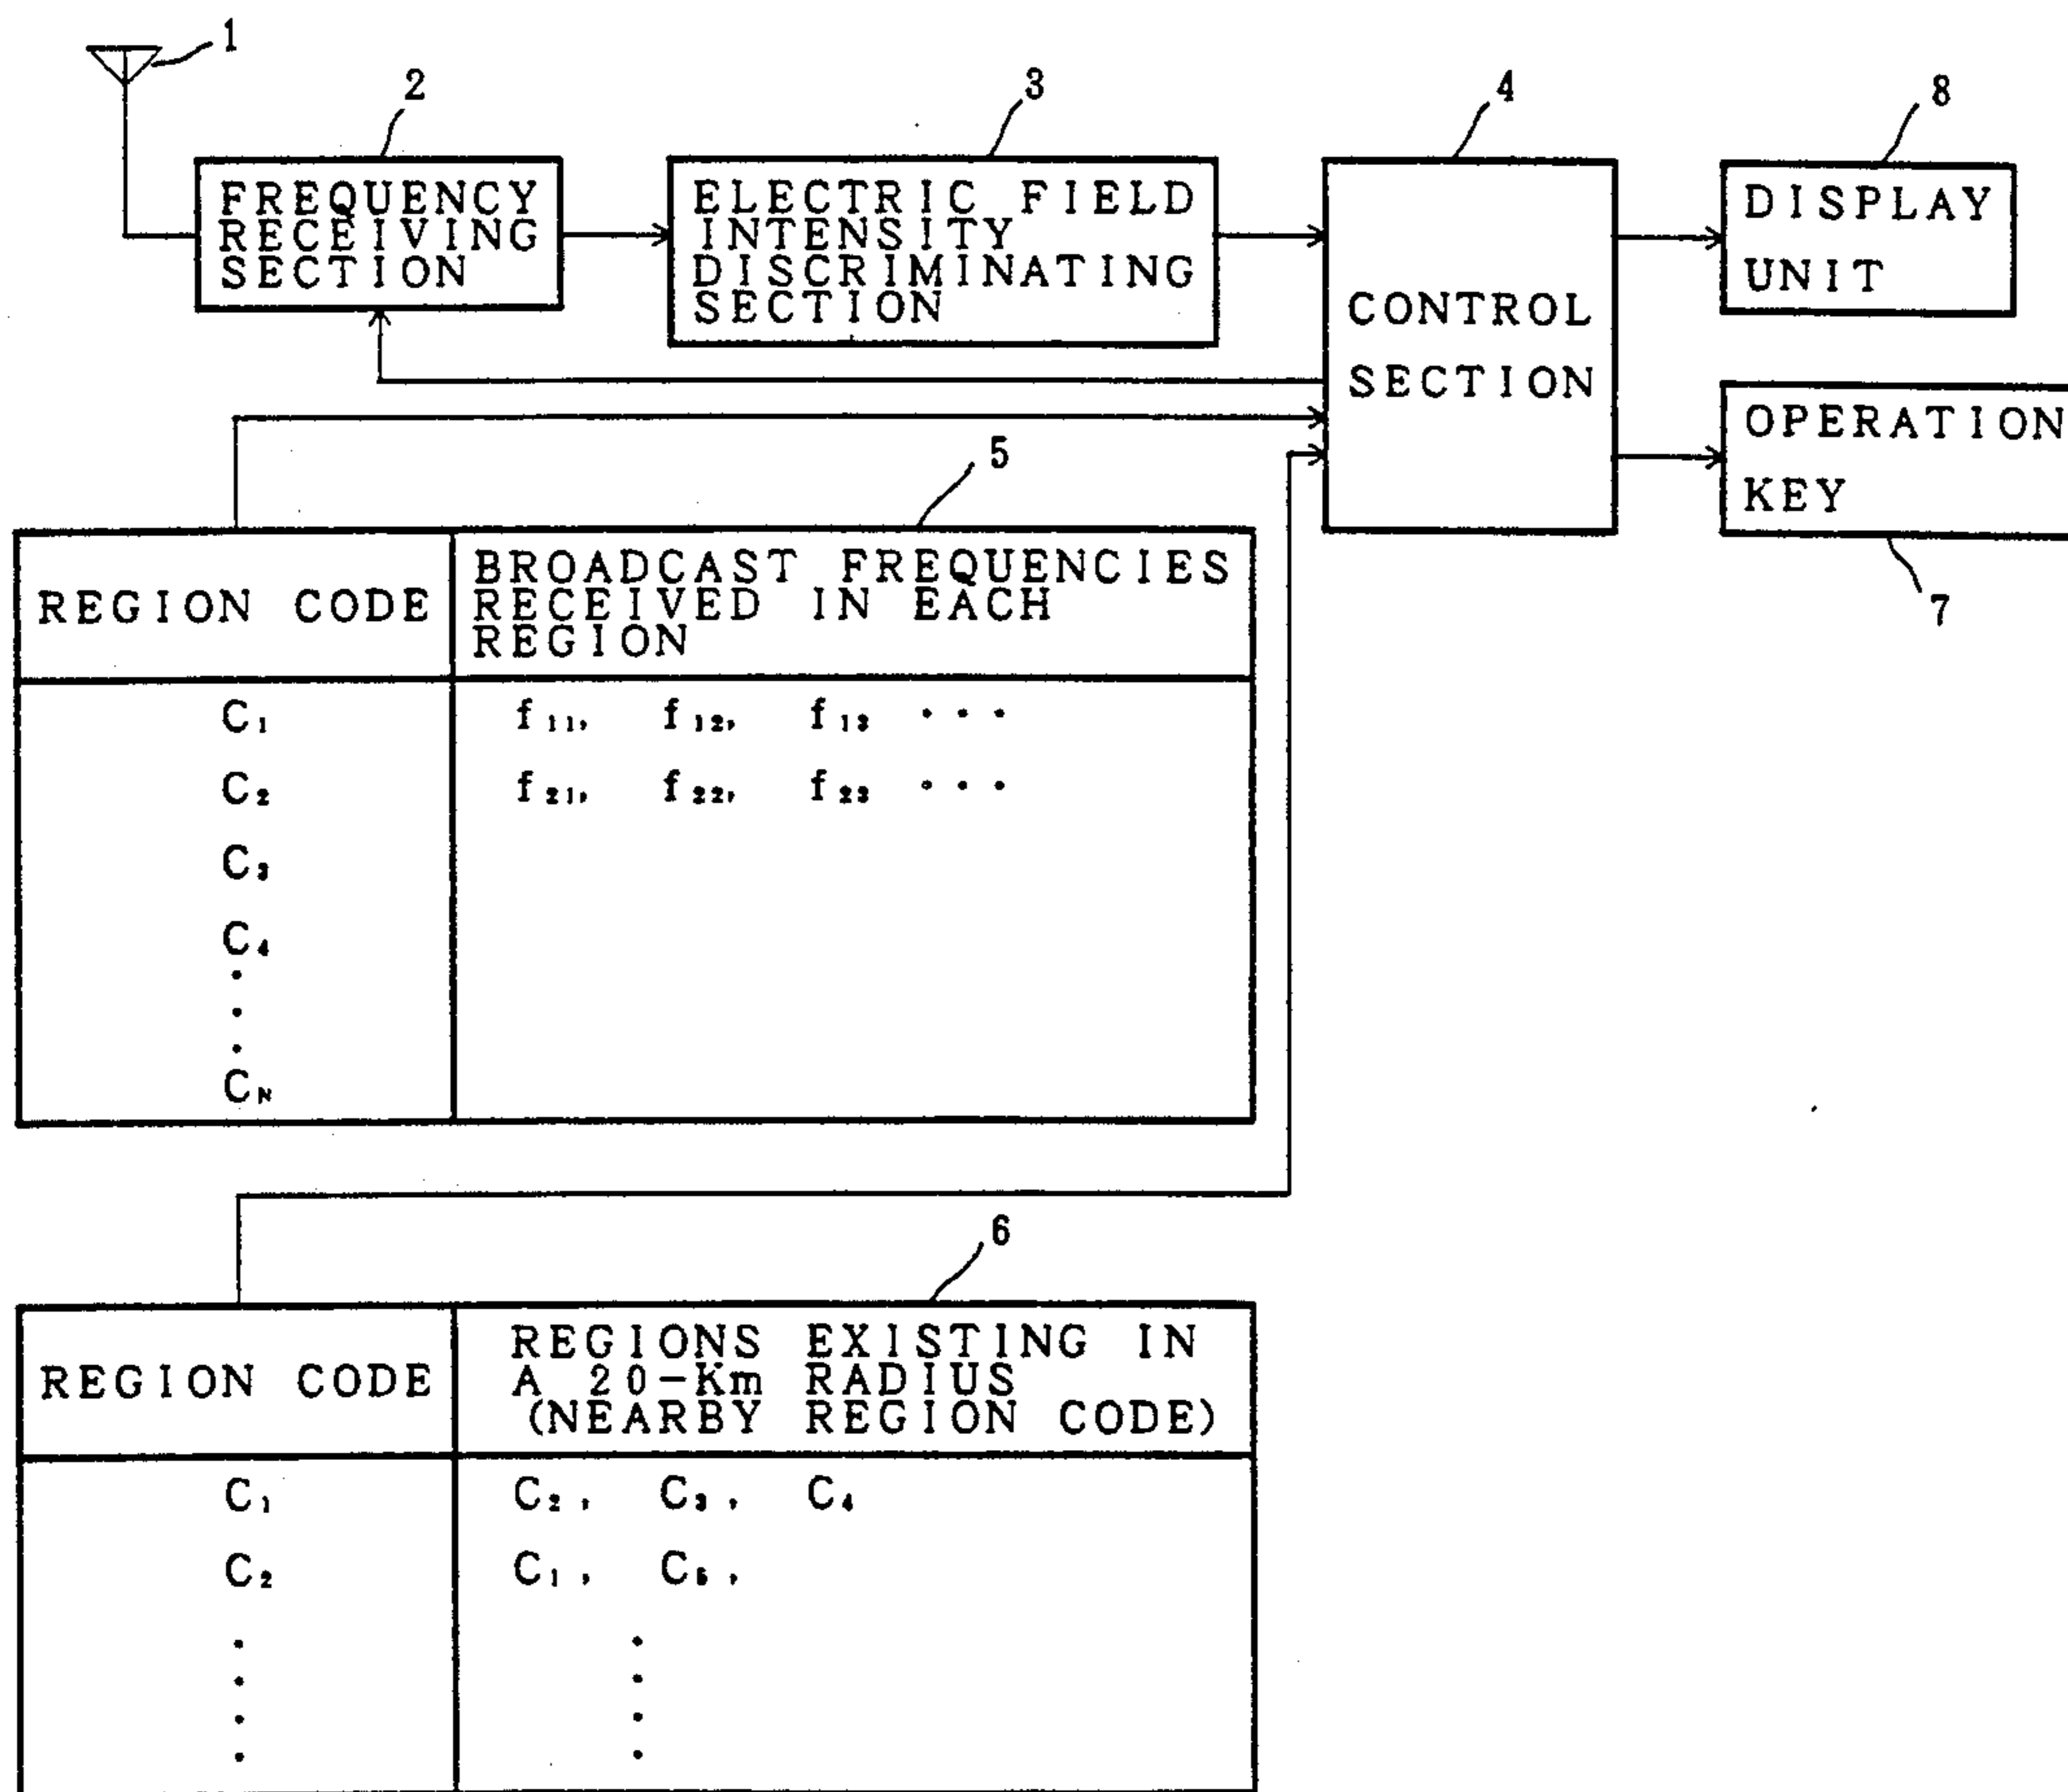 1
2
3
4
8
FREQUENCY
RECEIVING
SECTION
ELECTRIC FIELD
INTENSITY
DISCRIMINATING
SECTION
CONTROL
SECTION
DISPLAY
UNIT
OPERATION
KEY
7
5
REGION CODE
BROADCAST FREQUENCIES
RECEIVED IN EACH
REGION
C₁ f₁₁, f₁₂, f₁₃ ・・・
C₂ f₂₁, f₂₂, f₂₃ ・・・
C₃
C₄
・
・
・
C_N
6
REGION CODE
REGIONS EXISTING IN
A 20-Km RADIUS
(NEARBY REGION CODE)
C₁ C₂, C₃, C₄
C₂ C₁, C₅,
・ ・
・ ・
・ ・
・ ・